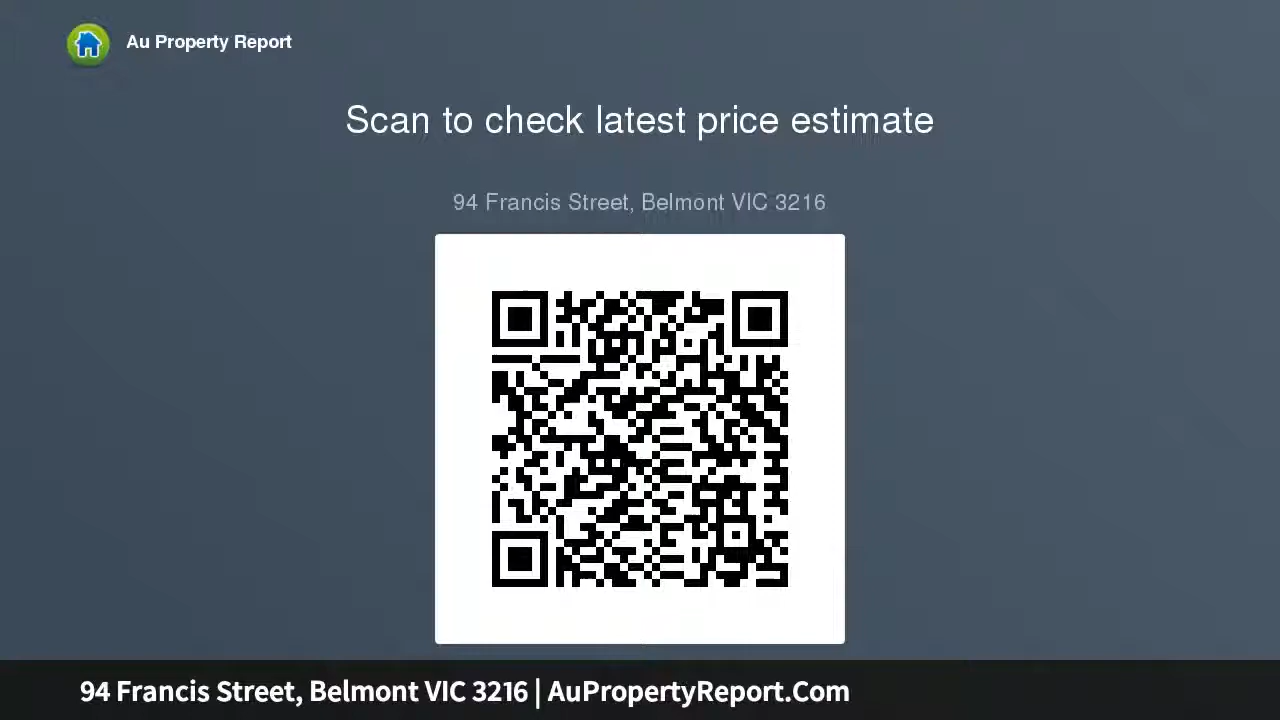 Au Property Report
Scan to check latest price estimate
94 Francis Street, Belmont VIC 3216
94 Francis Street, Belmont VIC 3216 | AuPropertyReport.Com